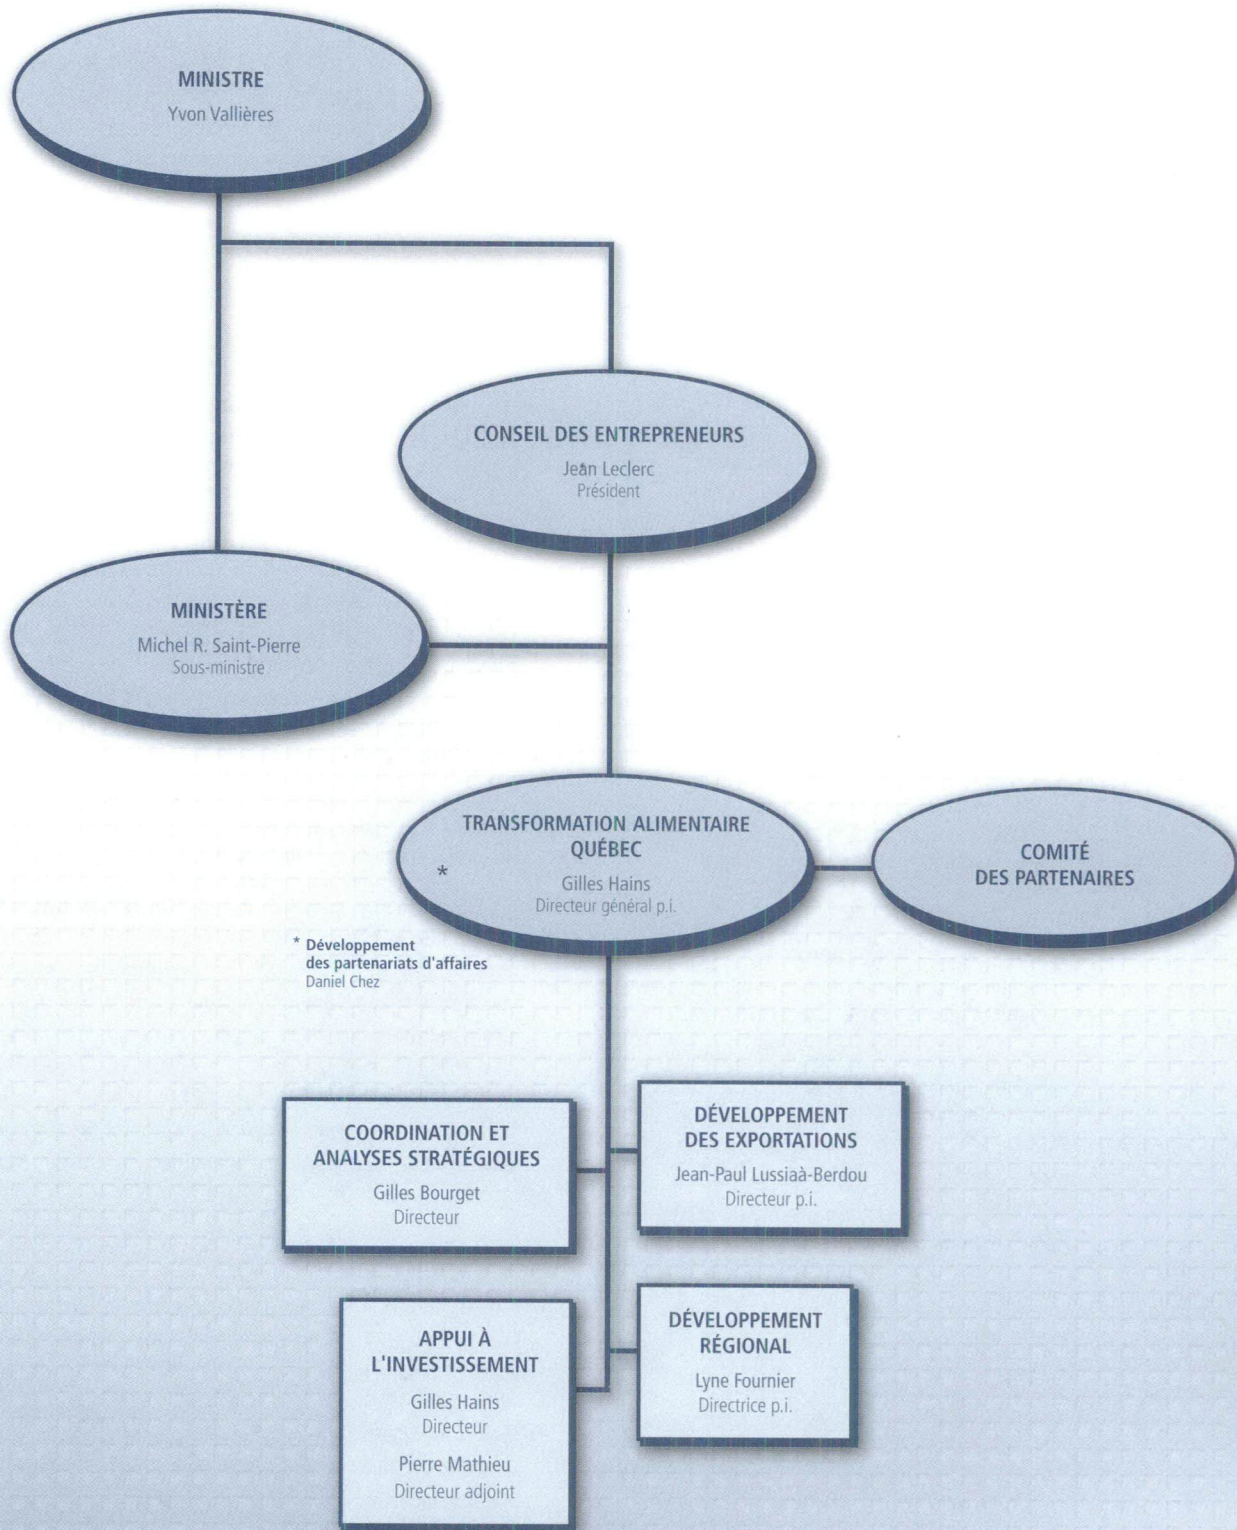 MINISTRE
Yvon Vallières
CONSEIL DES ENTREPRENEURS
Jean Leclerc
Président
MINISTÈRE
Michel R. Saint-Pierre
Sous-ministre
TRANSFORMATION ALIMENTAIRE
QUÉBEC
*
Gilles Hains
Directeur général p.i.
COMITÉ
DES PARTENAIRES
* Développement
des partenariats d'affaires
Daniel Chez
COORDINATION ET
ANALYSES STRATÉGIQUES
Gilles Bourget
Directeur
DÉVELOPPEMENT
DES EXPORTATIONS
Jean-Paul Lussiaà-Berdou
Directeur p.i.
APPUI À
L'INVESTISSEMENT
Gilles Hains
Directeur
Pierre Mathieu
Directeur adjoint
DÉVELOPPEMENT
RÉGIONAL
Lyne Fournier
Directrice p.i.